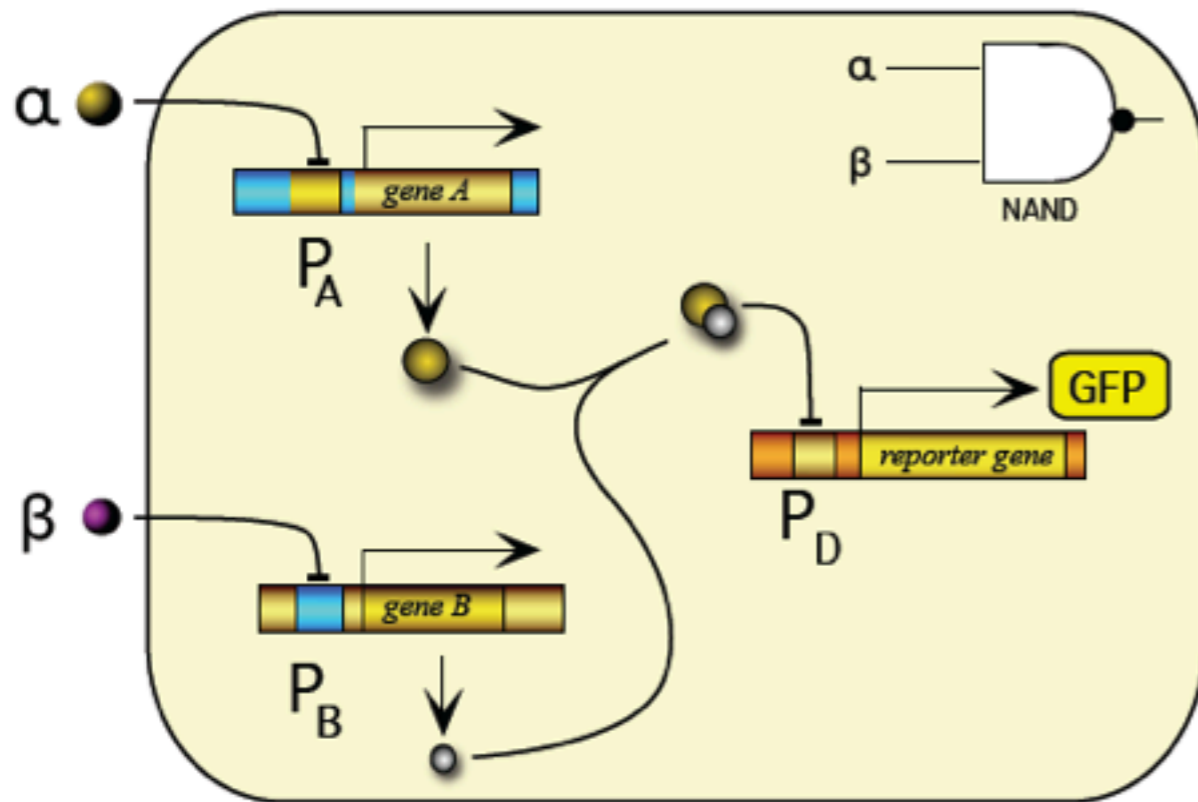 α
α
β
NAND
gene A
P_A
GFP
reporter gene
P_D
β
gene B
P_B